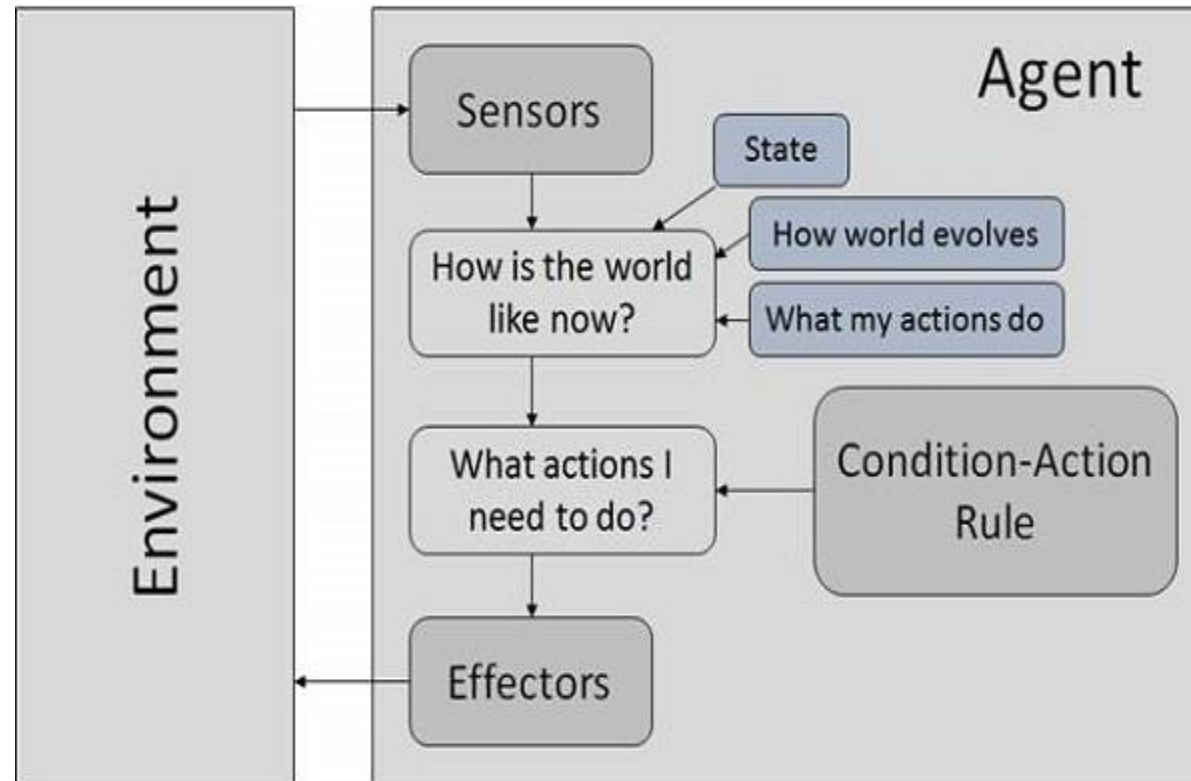 Environment
Agent
Sensors
State
How world evolves
What my actions do
How is the world
like now?
What actions I
need to do?
Condition-Action
Rule
Effectors